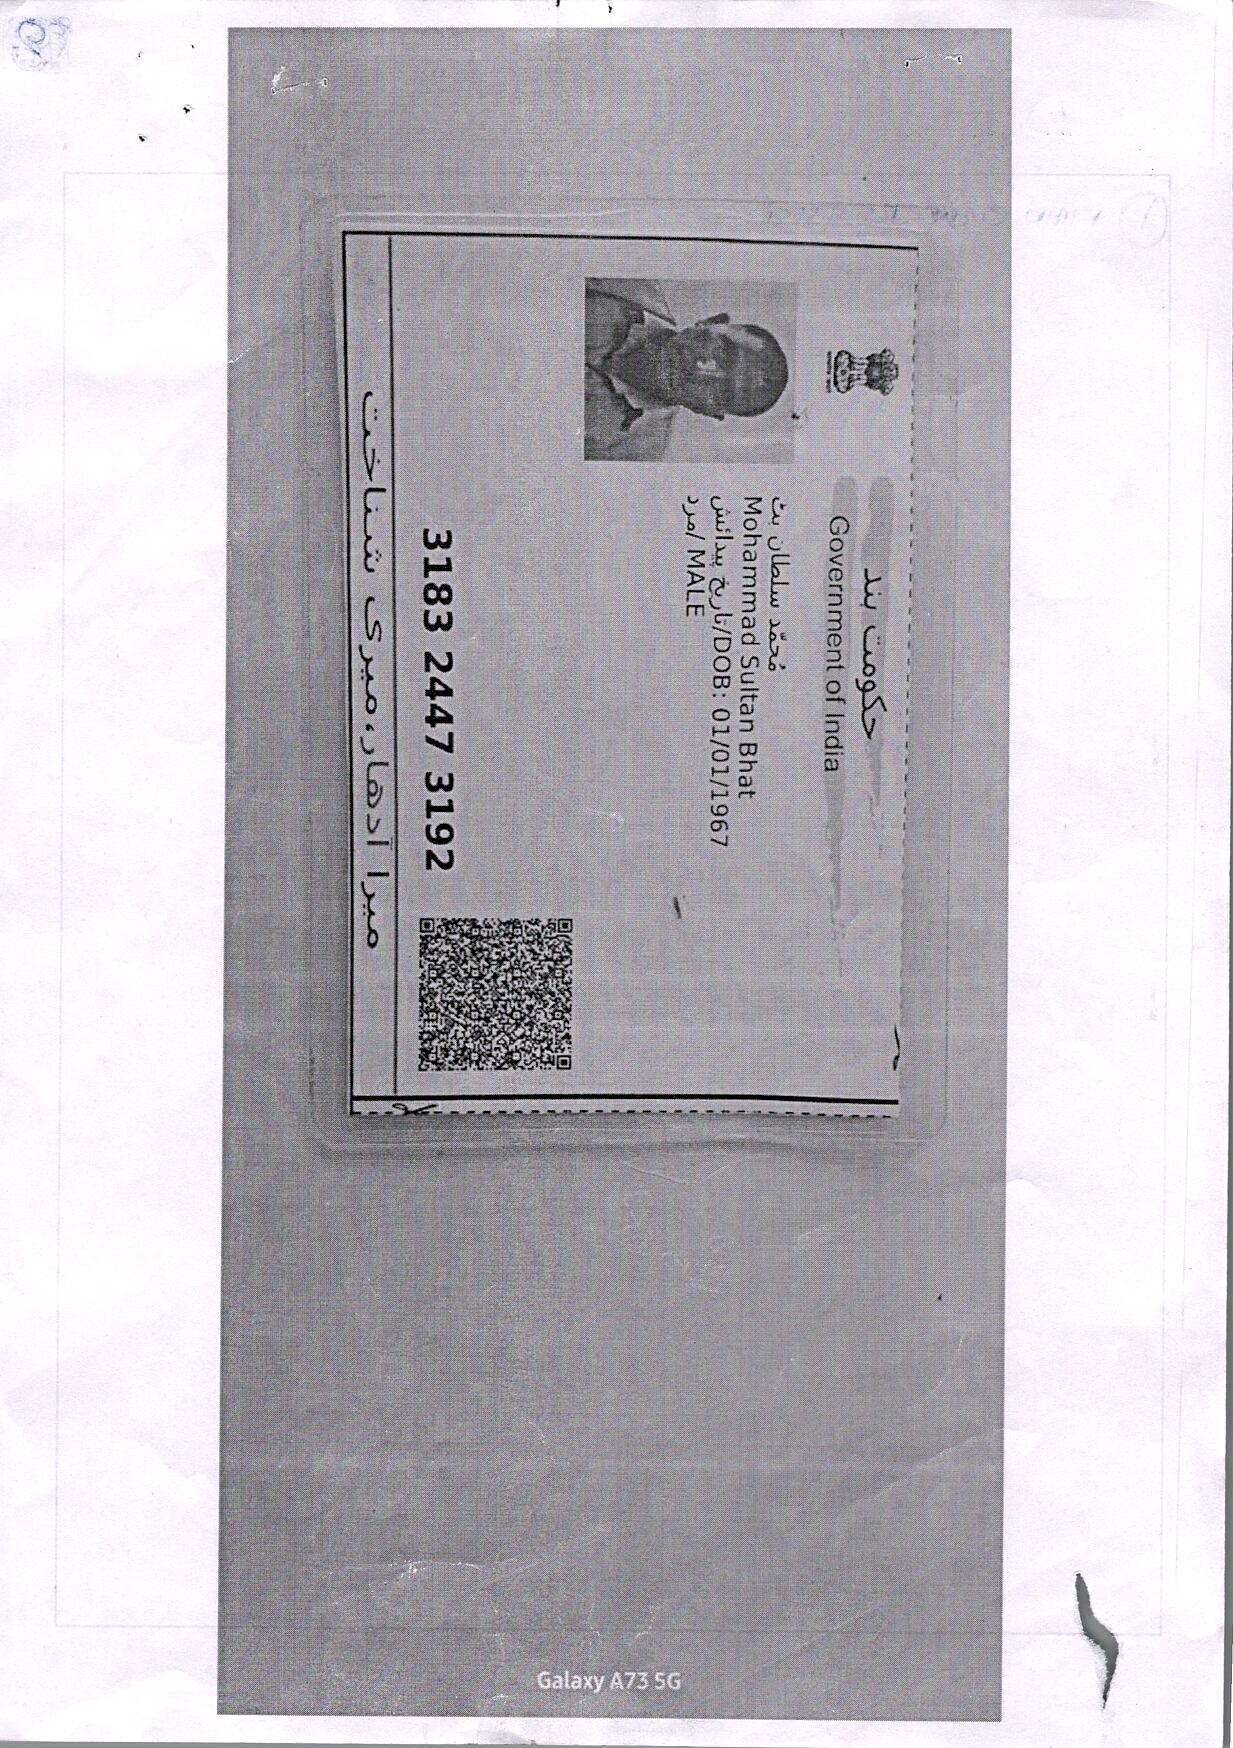 حکومت ہند
Government of India
مُحمّد سلطان بٹ
Mohammad Sultan Bhat
تاریخ پیدائش/DOB: 01/01/1967
مرد/ MALE
3183 2447 3192
میرا آدھار، میری شناخت
Galaxy A73 5G